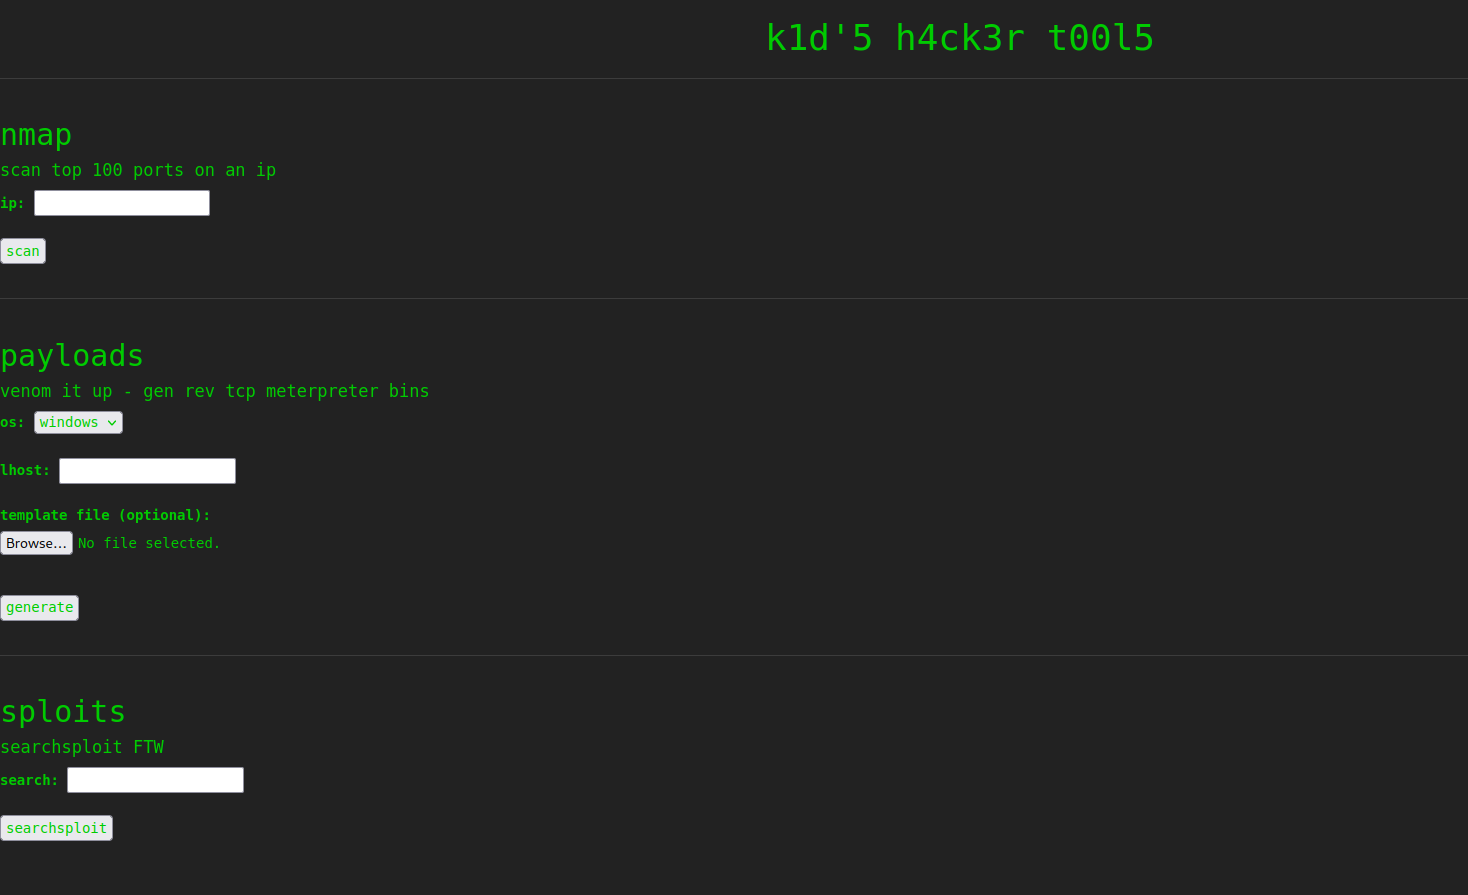 k1d'5 h4ck3r t00l5
nmap
scan top 100 ports on an ip
ip:
scan
payloads
venom it up - gen rev tcp meterpreter bins
os: windows
lhost:
template file (optional):
Browse... No file selected.
generate
sploits
searchsploit FTW
search:
searchsploit